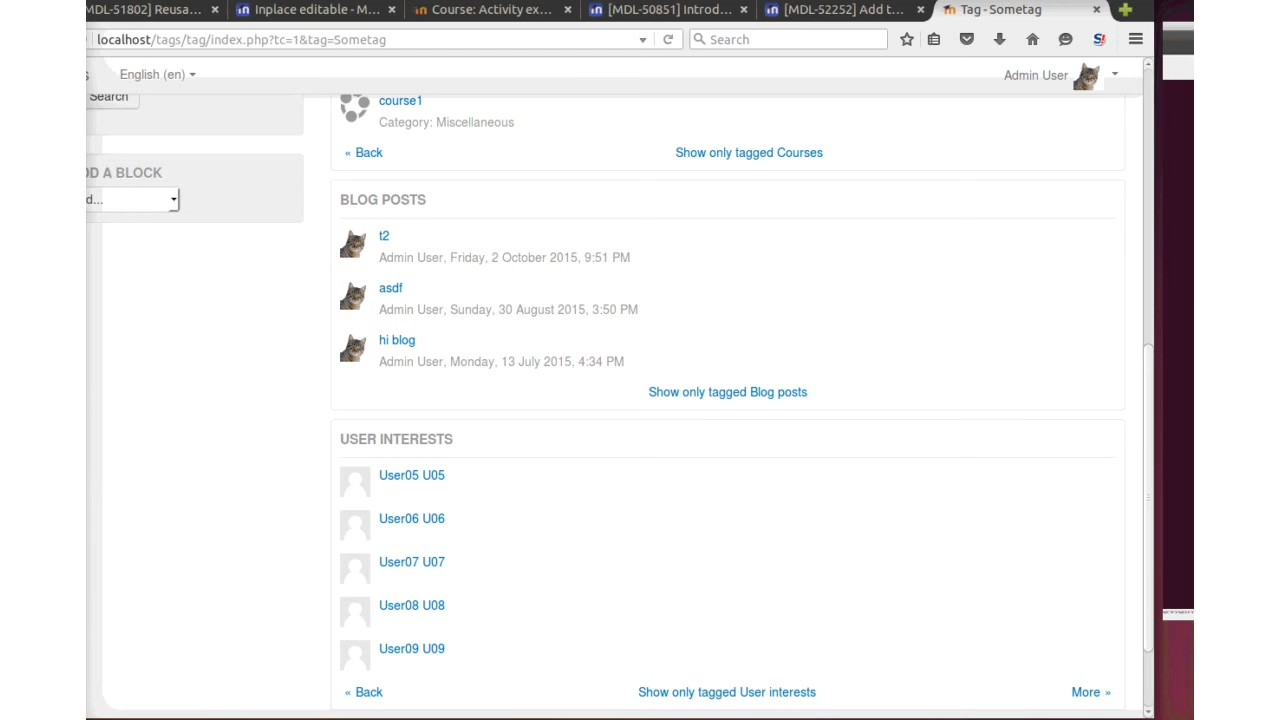 MDL-51802] Reusa...
Inplace editable - M...
Course: Activity ex...
[MDL-50851] Introd...
[MDL-52252] Add t...
Tag - Sometag
localhost/tags/tag/index.php?tc=1&tag=Sometag
Search
English (en)
Admin User
Search
course1
Category: Miscellaneous
« Back
Show only tagged Courses
DD A BLOCK
d...
BLOG POSTS
t2
Admin User, Friday, 2 October 2015, 9:51 PM
asdf
Admin User, Sunday, 30 August 2015, 3:50 PM
hi blog
Admin User, Monday, 13 July 2015, 4:34 PM
Show only tagged Blog posts
USER INTERESTS
User05 U05
User06 U06
User07 U07
User08 U08
User09 U09
« Back
Show only tagged User interests
More »